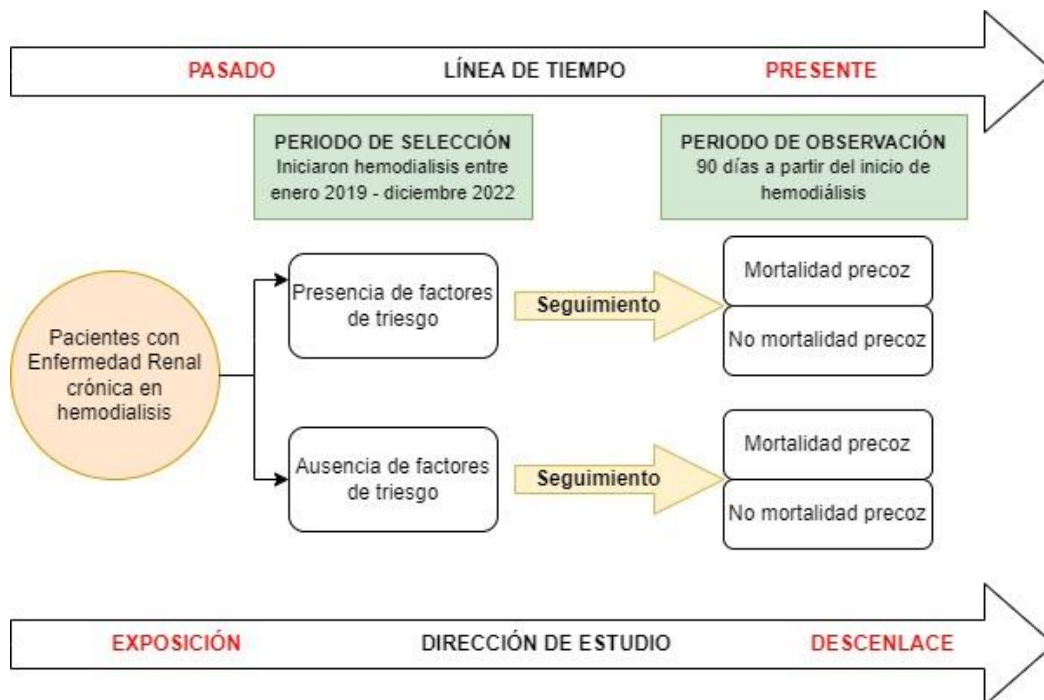 PASADO LÍNEA DE TIEMPO PRESENTE
PERIODO DE SELECCIÓN
Iniciaron hemodialisis entre
enero 2019 - diciembre 2022
PERIODO DE OBSERVACIÓN
90 días a partir del inicio de
hemodiálisis
Pacientes con
Enfermedad Renal
crónica en
hemodialisis
Presencia de factores
de triesgo
Seguimiento
Mortalidad precoz
No mortalidad precoz
Ausencia de factores
de triesgo
Seguimiento
Mortalidad precoz
No mortalidad precoz
EXPOSICIÓN DIRECCIÓN DE ESTUDIO DESCENLACE